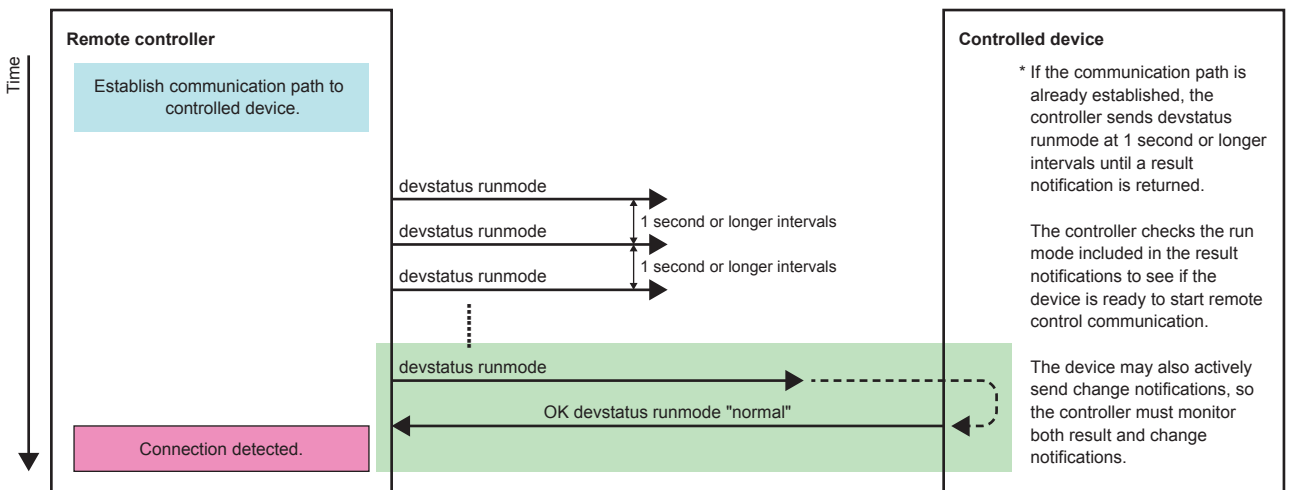 Time
Remote controller
Establish communication path to
controlled device.
devstatus runmode
1 second or longer intervals
devstatus runmode
1 second or longer intervals
devstatus runmode
devstatus runmode
OK devstatus runmode "normal"
Connection detected.
Controlled device
* If the communication path is
already established, the
controller sends devstatus
runmode at 1 second or longer
intervals until a result
notification is returned.
The controller checks the run
mode included in the result
notifications to see if the
device is ready to start remote
control communication.
The device may also actively
send change notifications, so
the controller must monitor
both result and change
notifications.